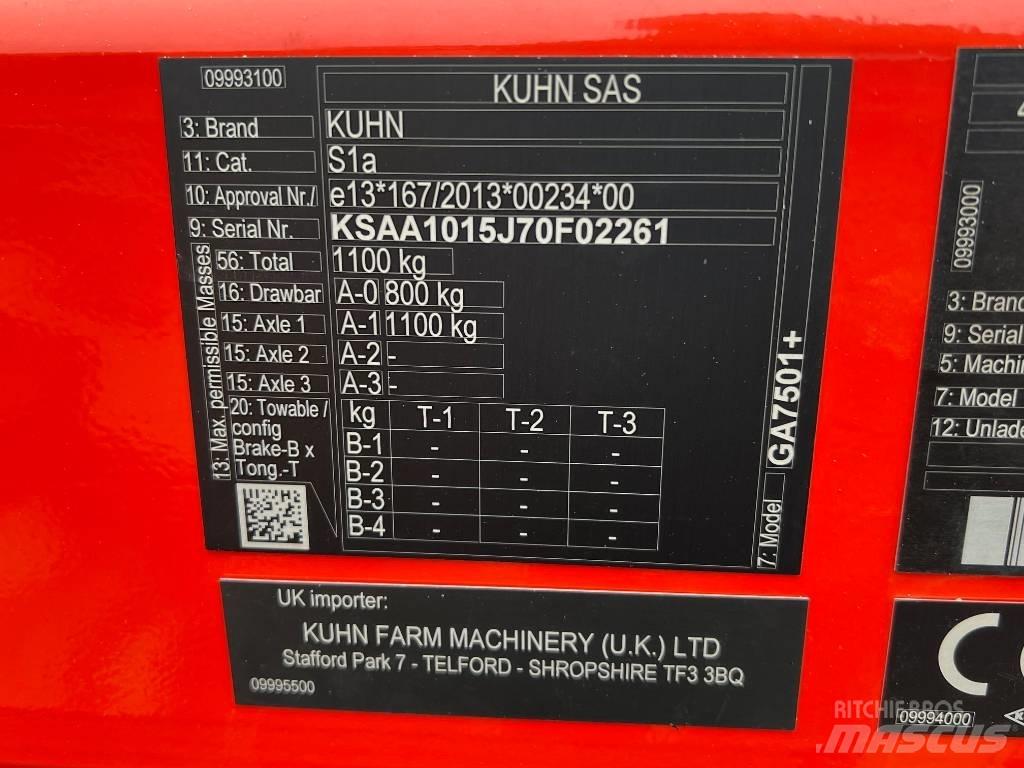 09993100
KUHN SAS
3: Brand KUHN
11: Cat. S1a
10: Approval Nr./ e13*167/2013*00234*00
9: Serial Nr. KSAA1015J70F02261
13: Max. permissible Masses
56: Total 1100 kg
16: Drawbar A-0 800 kg
15: Axle 1 A-1 1100 kg
15: Axle 2 A-2 -
15: Axle 3 A-3 -
20: Towable / config Brake-B x Tong.-T
kg T-1 T-2 T-3
B-1 - - -
B-2 - - -
B-3 - - -
B-4 - - -
7: Model GA7501+
UK importer:
KUHN FARM MACHINERY (U.K.) LTD
Stafford Park 7 - TELFORD - SHROPSHIRE TF3 3BQ
09995500
4
09993000
3: Brand
9: Serial
5: Machin
7: Model
12: Unlade
C
09994000
RITCHIE BROS
MASCUS